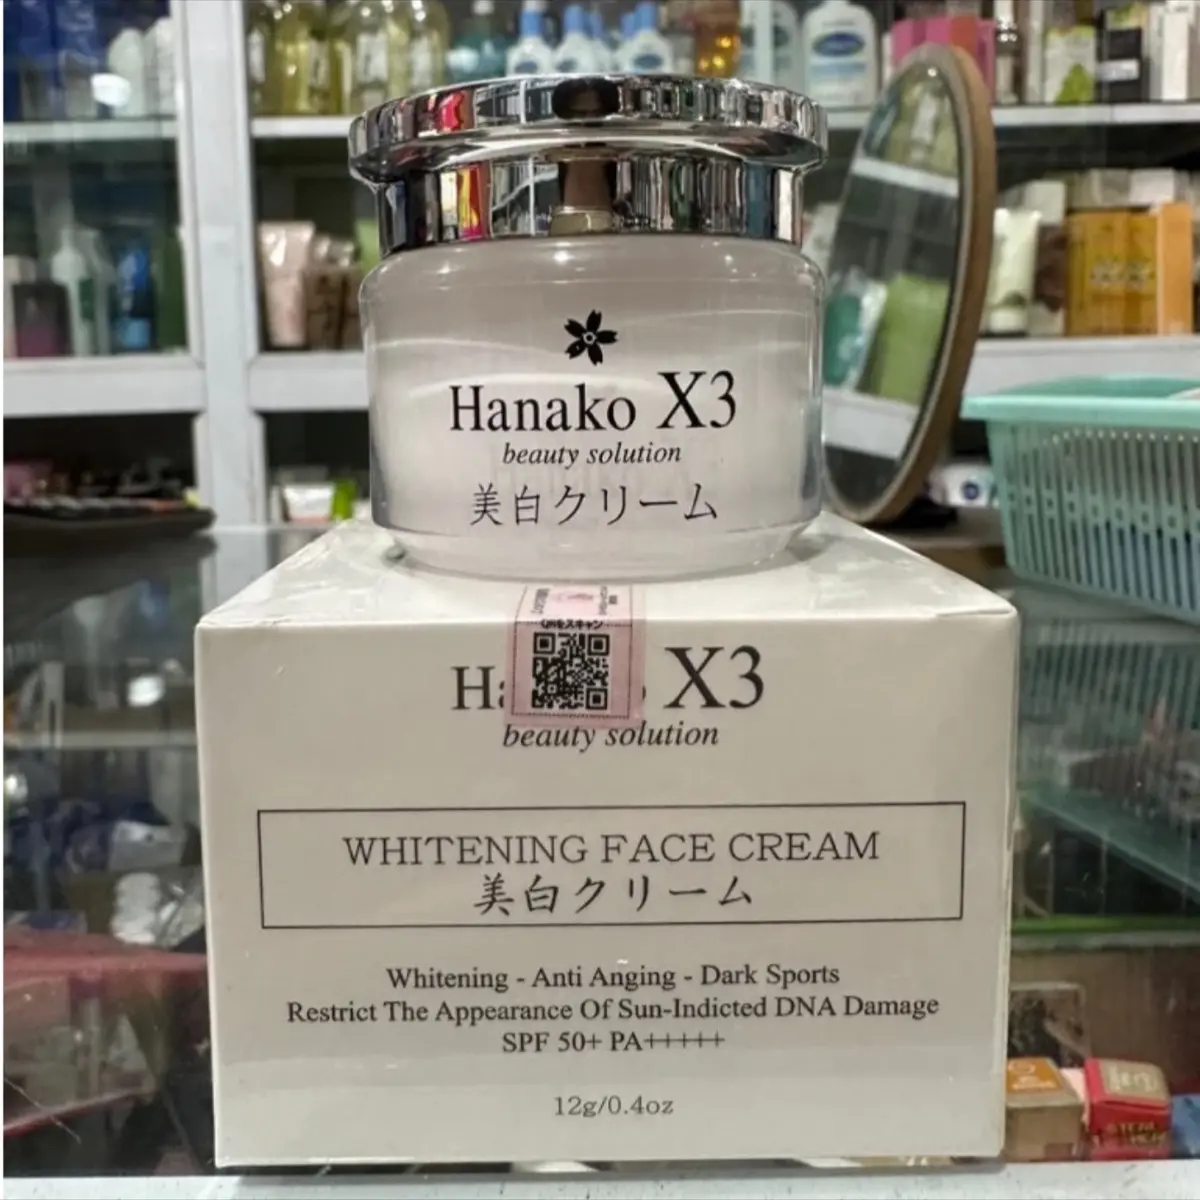 Hanako X3
beauty solution
美白クリーム
QRをスキャン
X3
beauty solution
WHITENING FACE CREAM
美白クリーム
Whitening - Anti Anging - Dark Sports
Restrict The Appearance Of Sun-Indicted DNA Damage
SPF 50+ PA+++++
12g/0.4oz